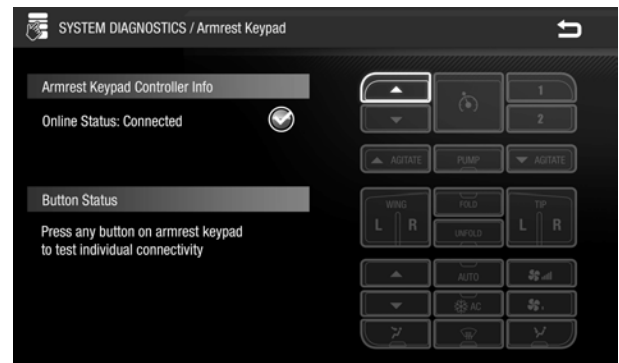 SYSTEM DIAGNOSTICS / Armrest Keypad
Armrest Keypad Controller Info
Online Status: Connected
Button Status
Press any button on armrest keypad
to test individual connectivity
1
2
AGITATE PUMP AGITATE
WING FOLD TIP
L R UNFOLD L R
AUTO
AC